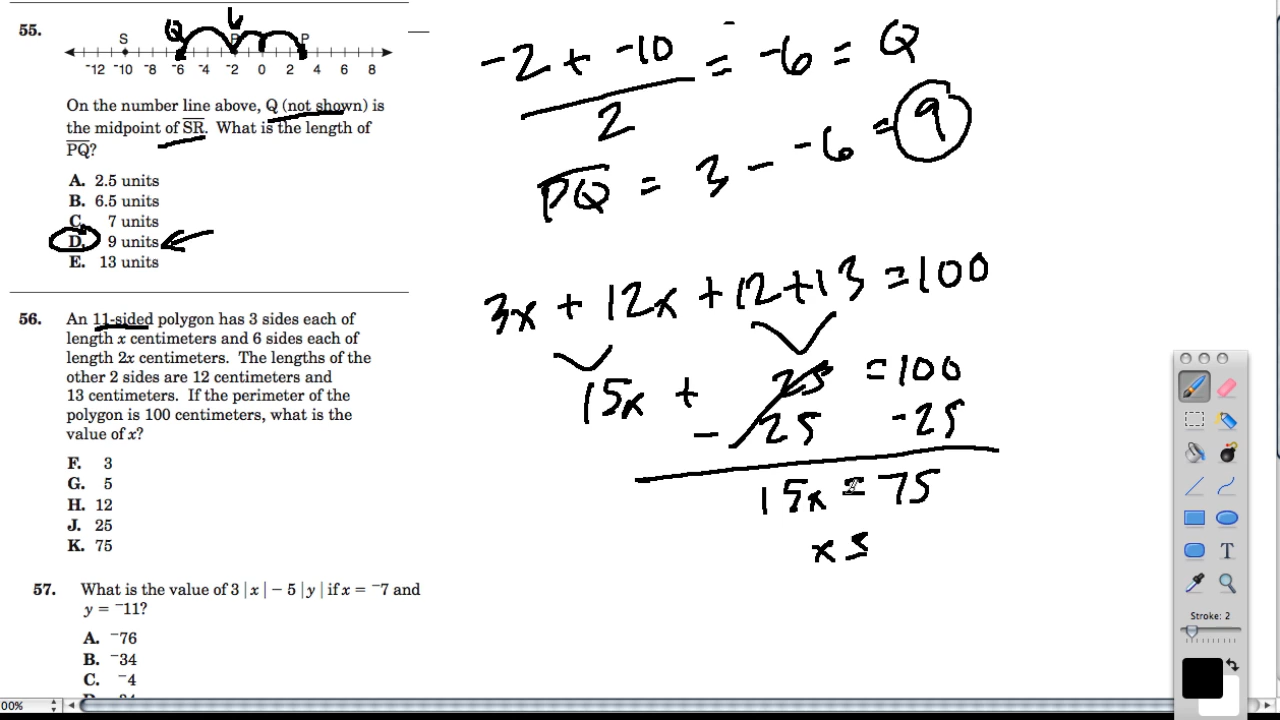 55.
Q
6
S P
-12 -10 -8 -6 -4 -2 0 2 4 6 8
On the number line above, Q (not shown) is
the midpoint of SR. What is the length of
PQ?
A. 2.5 units
B. 6.5 units
C. 7 units
D. 9 units
E. 13 units
-2 + -10 = -6 = Q
2
PQ = 3 - -6 = 9
56. An 11-sided polygon has 3 sides each of
length x centimeters and 6 sides each of
length 2x centimeters. The lengths of the
other 2 sides are 12 centimeters and
13 centimeters. If the perimeter of the
polygon is 100 centimeters, what is the
value of x?
F. 3
G. 5
H. 12
J. 25
K. 75
3x + 12x + 12 + 13 = 100
15x + 25 = 100
- 25 -25
15x = 75
x =
57. What is the value of 3|x| − 5|y| if x = ⁻7 and
y = ⁻11?
A. ⁻76
B. ⁻34
C. ⁻4
T
Stroke: 2
00%